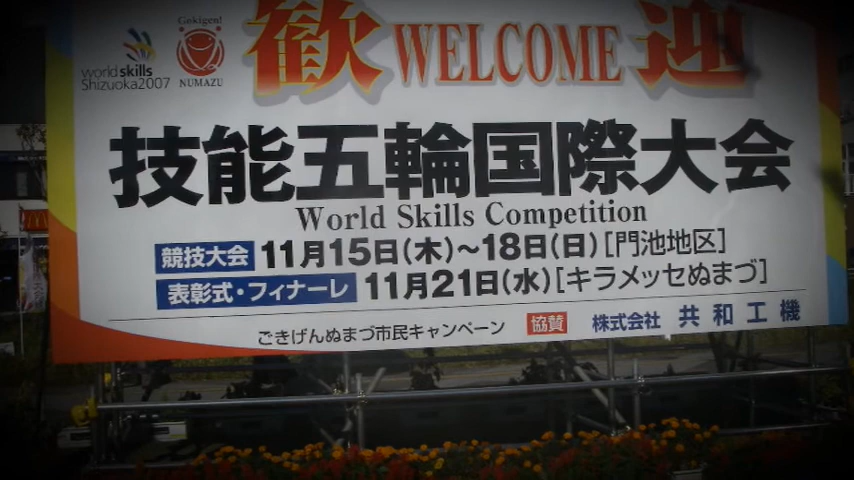 Gokigen!
world skills
Shizuoka2007
NUMAZU
歓 WELCOME 迎
技能五輪国際大会
World Skills Competition
競技大会 11月15日(木)~18日(日)[門池地区]
表彰式・フィナーレ 11月21日(水)[キラメッセぬまづ]
ごきげんぬまづ市民キャンペーン 協賛 株式会社 共和工機